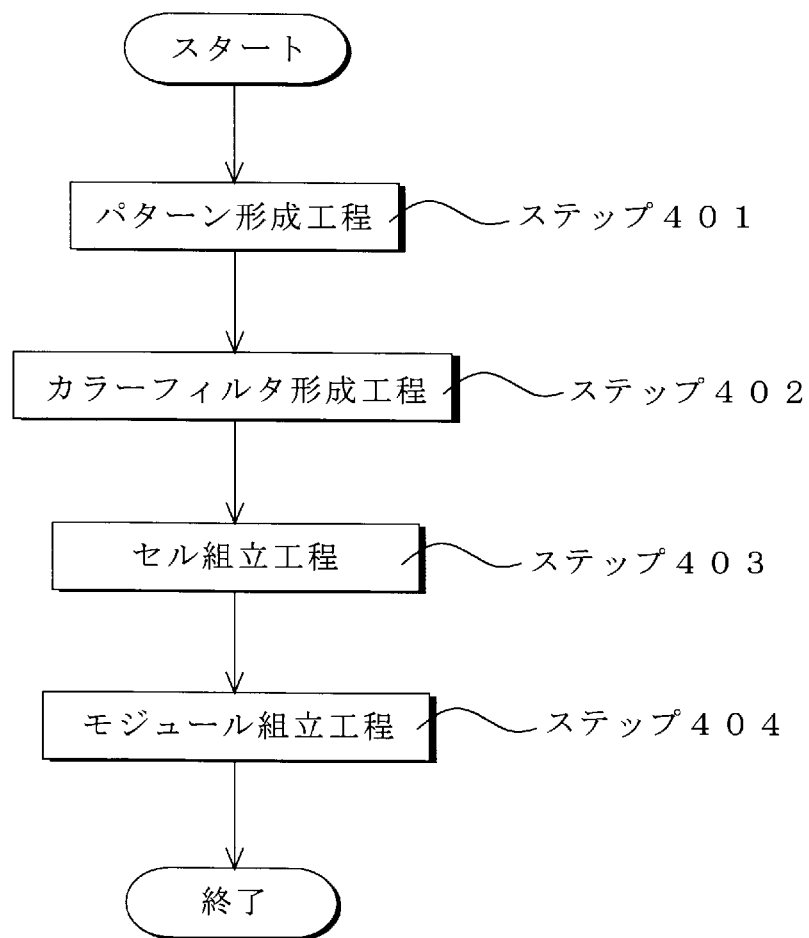 スタート
パターン形成工程
ステップ４０１
カラーフィルタ形成工程
ステップ４０２
セル組立工程
ステップ４０３
モジュール組立工程
ステップ４０４
終了